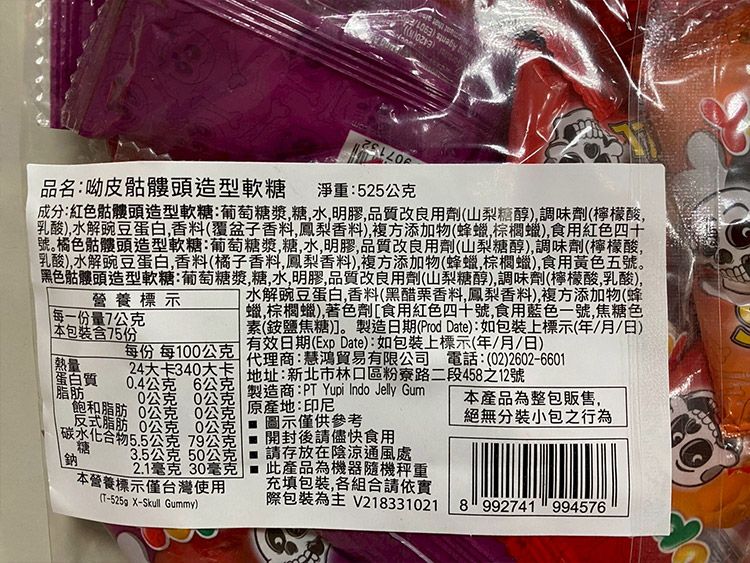 907132
品名:呦皮骷髏頭造型軟糖 淨重:525公克
成分:紅色骷髏頭造型軟糖:葡萄糖漿,糖,水,明膠,品質改良用劑(山梨糖醇),調味劑(檸檬酸,
乳酸),水解豌豆蛋白,香料(覆盆子香料,鳳梨香料),複方添加物(蜂蠟,棕櫚蠟),食用紅色四十
號。橘色骷髏頭造型軟糖:葡萄糖漿,糖,水,明膠,品質改良用劑(山梨糖醇),調味劑(檸檬酸,
乳酸),水解豌豆蛋白,香料(橘子香料,鳳梨香料),複方添加物(蜂蠟,棕櫚蠟),食用黃色五號。
黑色骷髏頭造型軟糖:葡萄糖漿,糖,水,明膠,品質改良用劑(山梨糖醇),調味劑(檸檬酸,乳酸),
水解豌豆蛋白,香料(黑醋栗香料,鳳梨香料),複方添加物(蜂
蠟,棕櫚蠟),著色劑[食用紅色四十號,食用藍色一號,焦糖色
素(銨鹽焦糖)]。 製造日期(Prod Date):如包裝上標示(年/月/日)
有效日期(Exp Date):如包裝上標示(年/月/日)
代理商:慧鴻貿易有限公司 電話:(02)2602-6601
地址:新北市林口區粉寮路二段458之12號
製造商:PT Yupi Indo Jelly Gum
原產地:印尼
■ 圖示僅供參考
■ 開封後請儘快食用
■ 請存放在陰涼通風處
■ 此產品為機器隨機秤重
充填包裝,各組合請依實
際包裝為主 V218331021
營養標示
每一份量7公克
本包裝含75份
每份 每100公克
熱量 24大卡 340大卡
蛋白質 0.4公克 6公克
脂肪 0公克 0公克
飽和脂肪 0公克 0公克
反式脂肪 0公克 0公克
碳水化合物 5.5公克 79公克
糖 3.5公克 50公克
鈉 2.1毫克 30毫克
本營養標示僅台灣使用
(T-525g X-Skull Gummy)
本產品為整包販售,
絕無分裝小包之行為
8 992741 994576